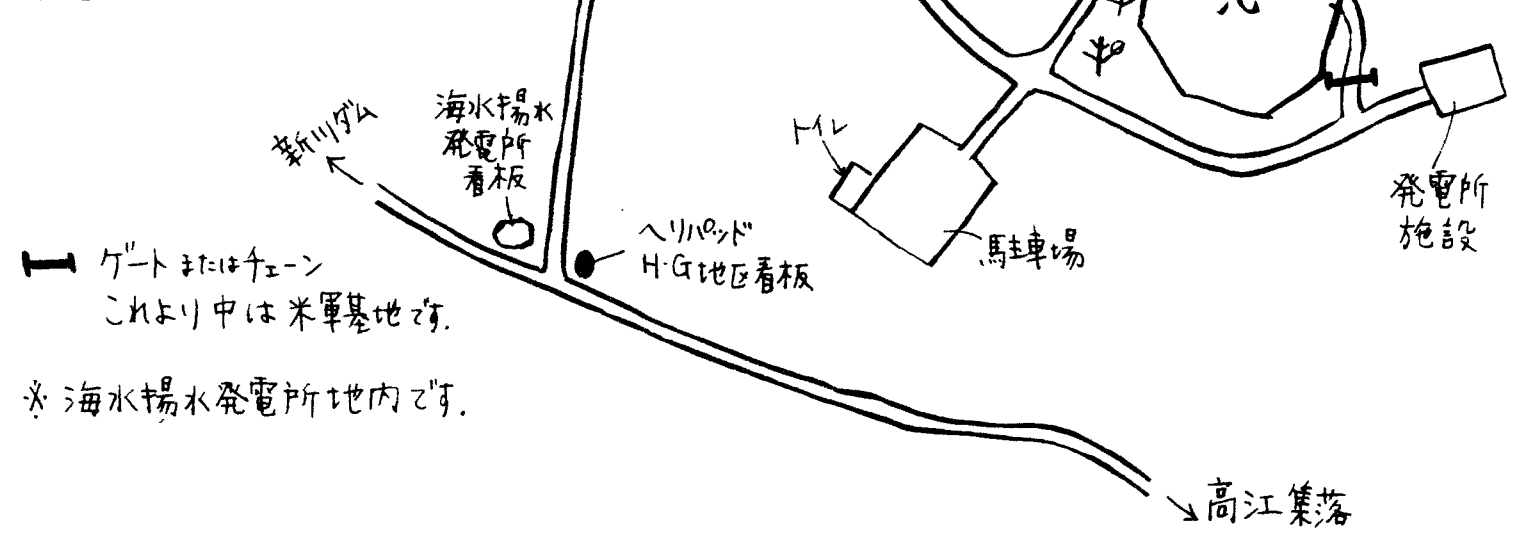 海水揚水
発電所
看板
新川ダム
トイレ
発電所
施設
駐車場
ヘリパッド
H・G地区看板
ゲートまたはチェーン
これより中は米軍基地です.
※海水揚水発電所地内です.
高江集落